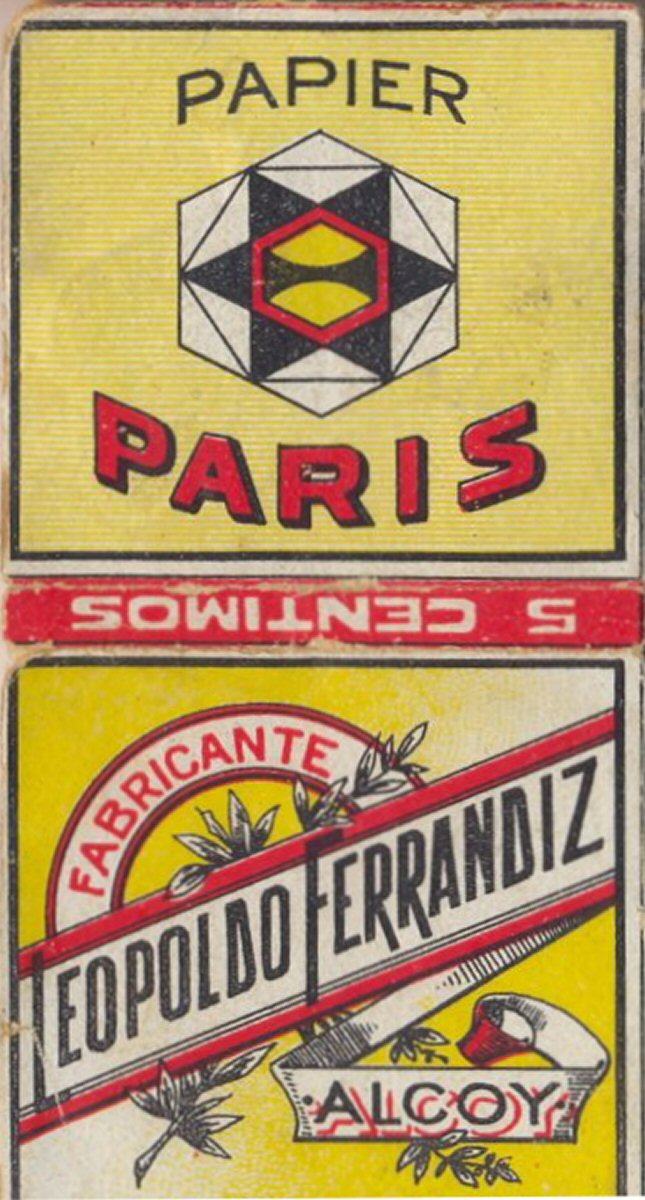 PAPIER
PARIS
5 CENTIMOS
FABRICANTE
LEOPOLDO FERRANDIZ
·ALCOY·